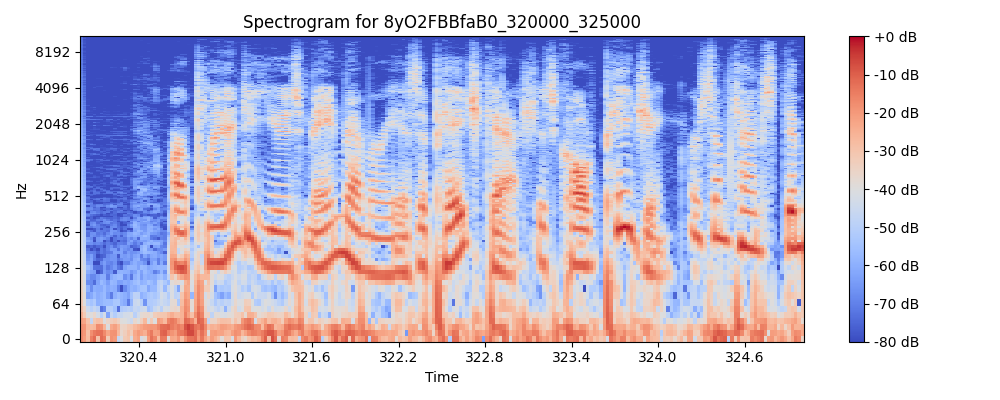 Spectrogram for 8yO2FBBfaB0_320000_325000
Hz
8192
4096
2048
1024
512
256
128
64
0
320.4 321.0 321.6 322.2 322.8 323.4 324.0 324.6
Time
+0 dB
-10 dB
-20 dB
-30 dB
-40 dB
-50 dB
-60 dB
-70 dB
-80 dB